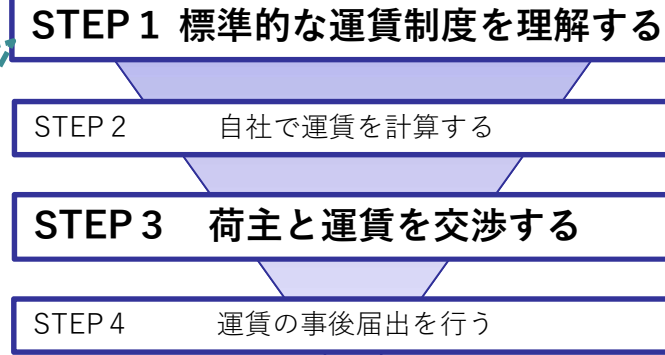 STEP１ 標準的な運賃制度を理解する
STEP２ 自社で運賃を計算する
STEP３ 荷主と運賃を交渉する
STEP４ 運賃の事後届出を行う